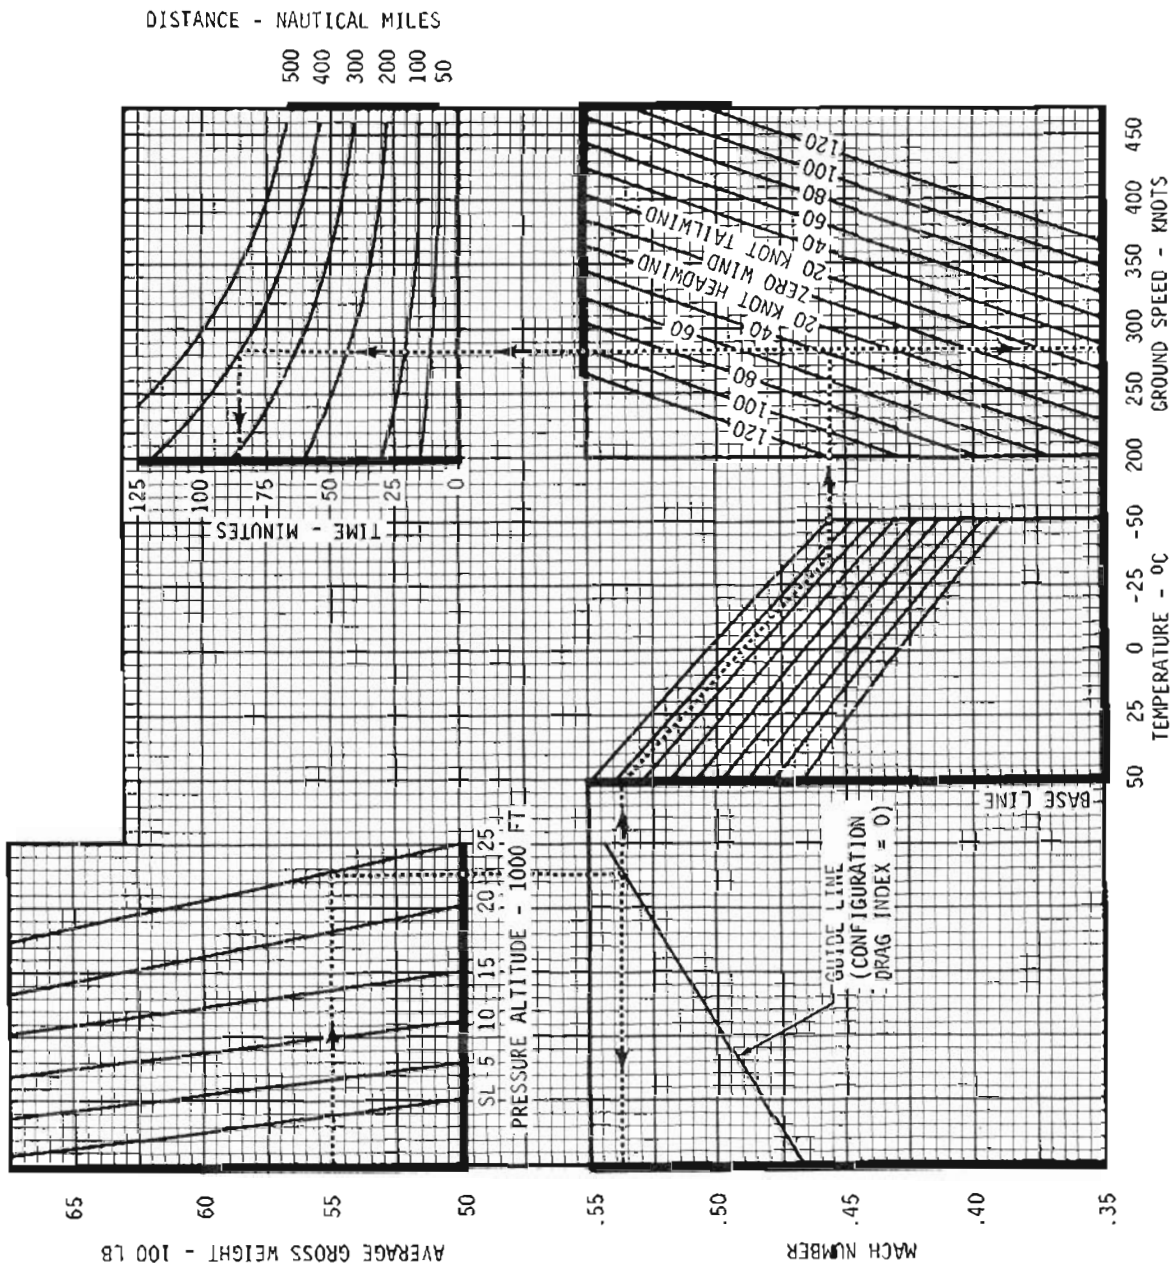 DISTANCE - NAUTICAL MILES
500
400
300
200
100
50
125
100
75
50
25
0
TIME - MINUTES
65
60
55
50
AVERAGE GROSS WEIGHT - 100 LB
SL 5 10 15 20 25
PRESSURE ALTITUDE - 1000 FT
.55
.50
.45
.40
.35
MACH NUMBER
GUIDE LINE
(CONFIGURATION
DRAG INDEX = 0)
BASE LINE
50 25 0 -25 -50
TEMPERATURE - ºC
120
100
80
60
40
20 KNOT HEADWIND
ZERO WIND
20 KNOT TAILWIND
40
60
80
100
120
200 250 300 350 400 450
GROUND SPEED - KNOTS